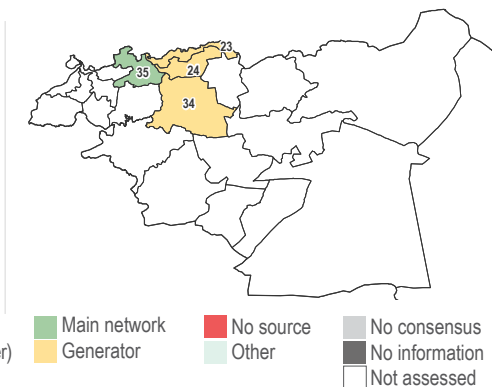 23
35
24
34
Main network
No source
No consensus
er)
Generator
Other
No information
Not assessed